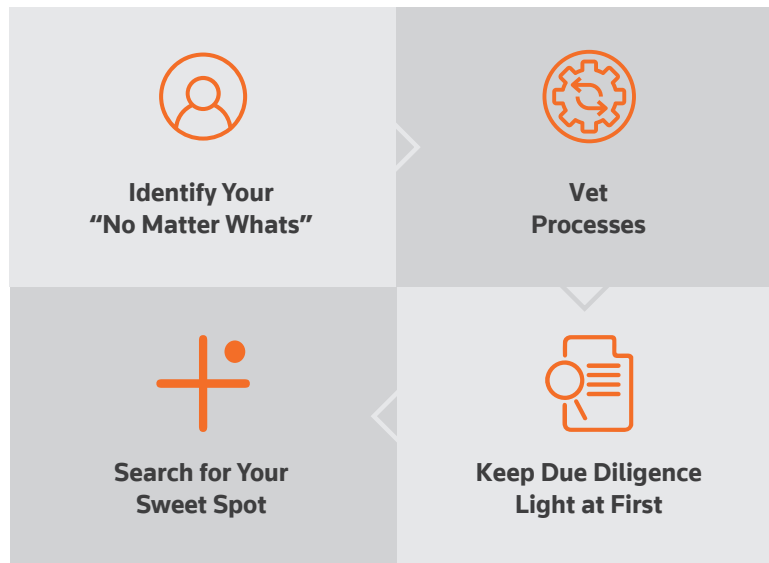 Identify Your
“No Matter Whats”
Vet
Processes
Keep Due Diligence
Light at First
Search for Your
Sweet Spot